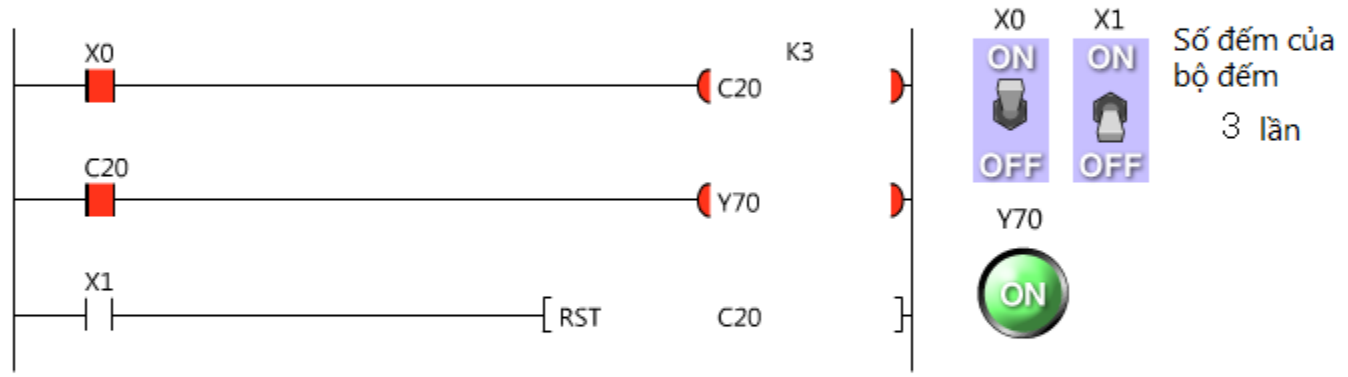 X0
K3
C20
C20
Y70
X1
RST C20
X0 X1
ON ON
OFF OFF
Số đếm của
bộ đếm
3 lần
Y70
ON